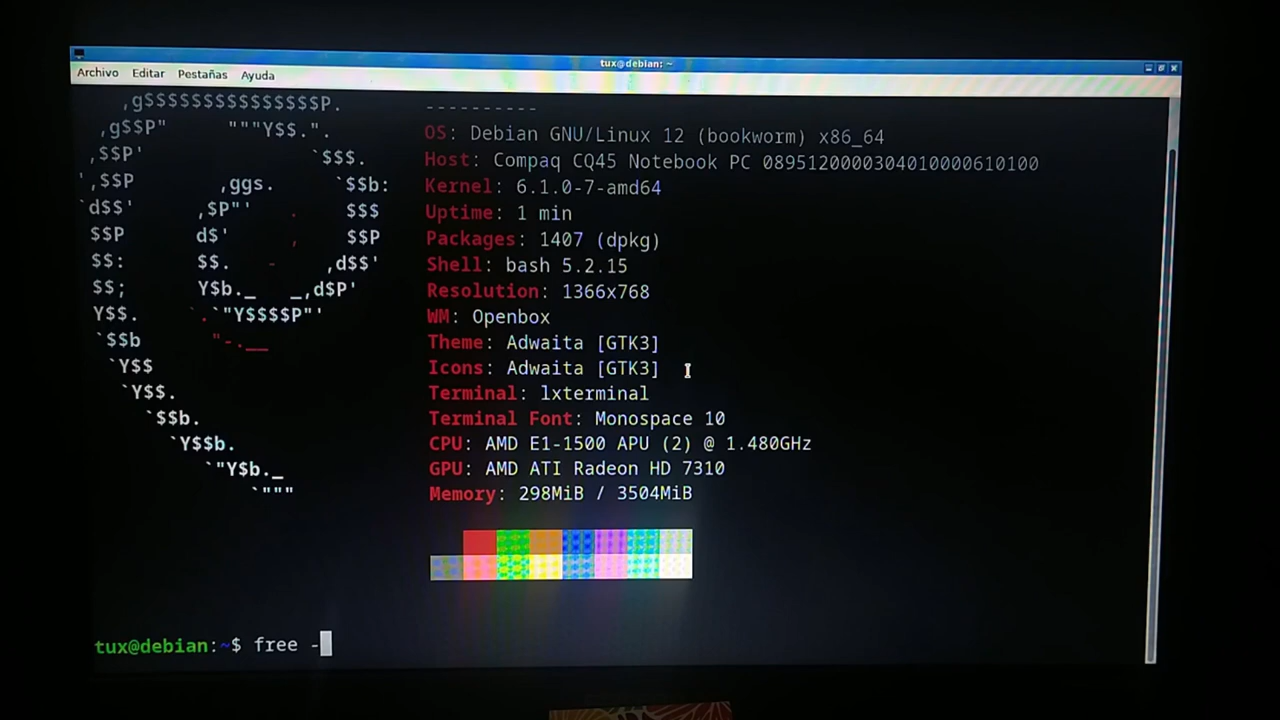 tux@debian: ~
Archivo Editar Pestañas Ayuda
----------
OS: Debian GNU/Linux 12 (bookworm) x86_64
Host: Compaq CQ45 Notebook PC 0895120000304010000610100
Kernel: 6.1.0-7-amd64
Uptime: 1 min
Packages: 1407 (dpkg)
Shell: bash 5.2.15
Resolution: 1366x768
WM: Openbox
Theme: Adwaita [GTK3]
Icons: Adwaita [GTK3]
Terminal: lxterminal
Terminal Font: Monospace 10
CPU: AMD E1-1500 APU (2) @ 1.480GHz
GPU: AMD ATI Radeon HD 7310
Memory: 298MiB / 3504MiB
tux@debian:~$ free -